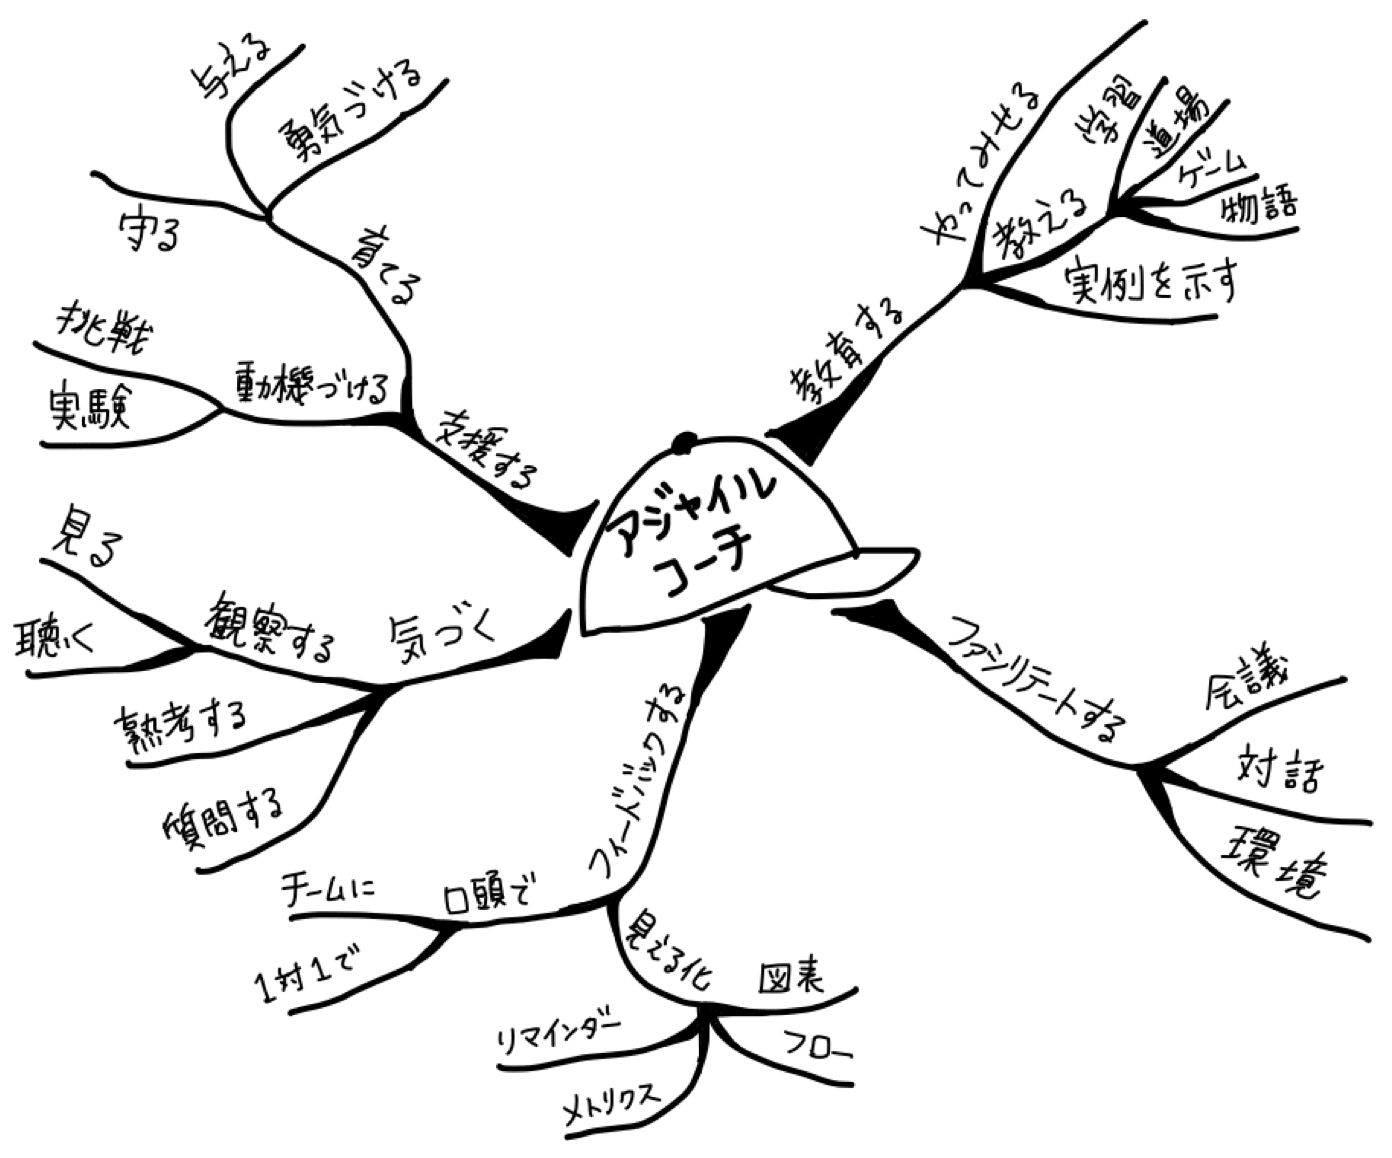 アジャイル
コーチ
教育する
やってみせる
教える
学習
道場
ゲーム
物語
実例を示す
ファシリテートする
会議
対話
環境
フィードバックする
見える化
図表
フロー
メトリクス
リマインダー
口頭で
チームに
1対1で
気づく
観察する
見る
聴く
熟考する
質問する
支援する
動機づける
挑戦
実験
育てる
守る
与える
勇気づける